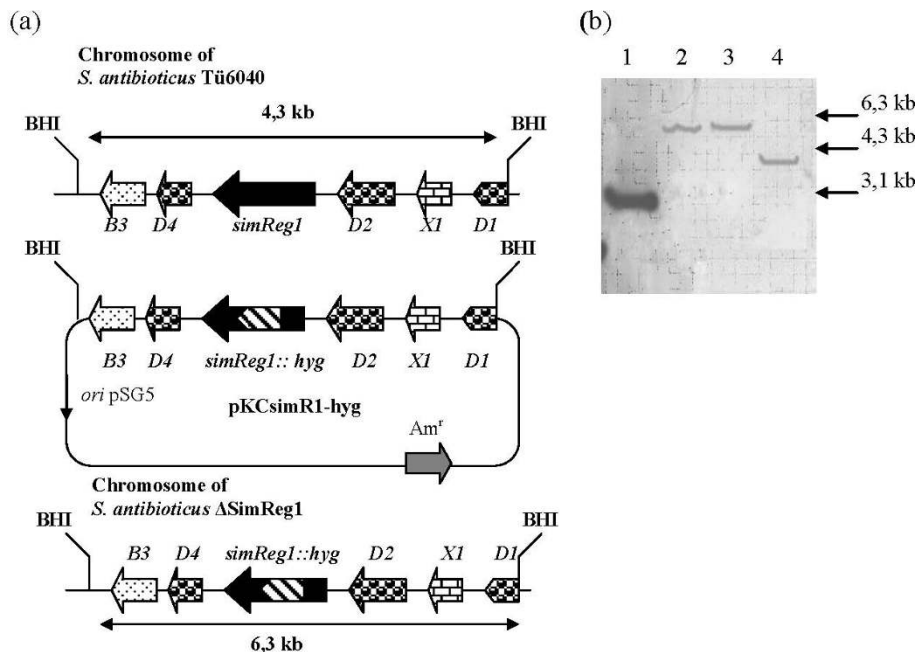 (a)
Chromosome of
S. antibioticus Tü6040
4,3 kb
BHI BHI
B3 D4 simReg1 D2 X1 D1
BHI BHI
B3 D4 simReg1:: hyg D2 X1 D1
ori pSG5
pKCsimR1-hyg
Amʳ
Chromosome of
S. antibioticus ΔSimReg1
BHI BHI
B3 D4 simReg1::hyg D2 X1 D1
6,3 kb
(b)
1 2 3 4
6,3 kb
4,3 kb
3,1 kb